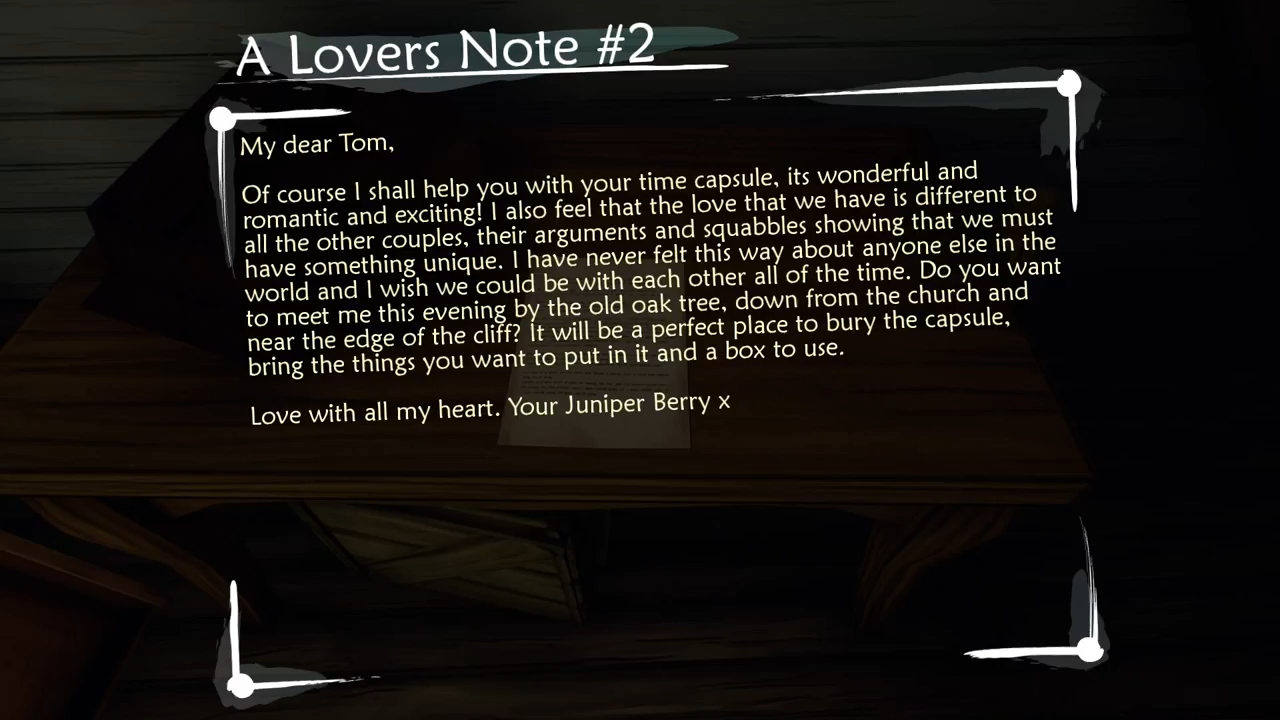 A Lovers Note #2
My dear Tom,
Of course I shall help you with your time capsule, its wonderful and
romantic and exciting! I also feel that the love that we have is different to
all the other couples, their arguments and squabbles showing that we must
have something unique. I have never felt this way about anyone else in the
world and I wish we could be with each other all of the time. Do you want
to meet me this evening by the old oak tree, down from the church and
near the edge of the cliff? It will be a perfect place to bury the capsule,
bring the things you want to put in it and a box to use.
Love with all my heart. Your Juniper Berry x